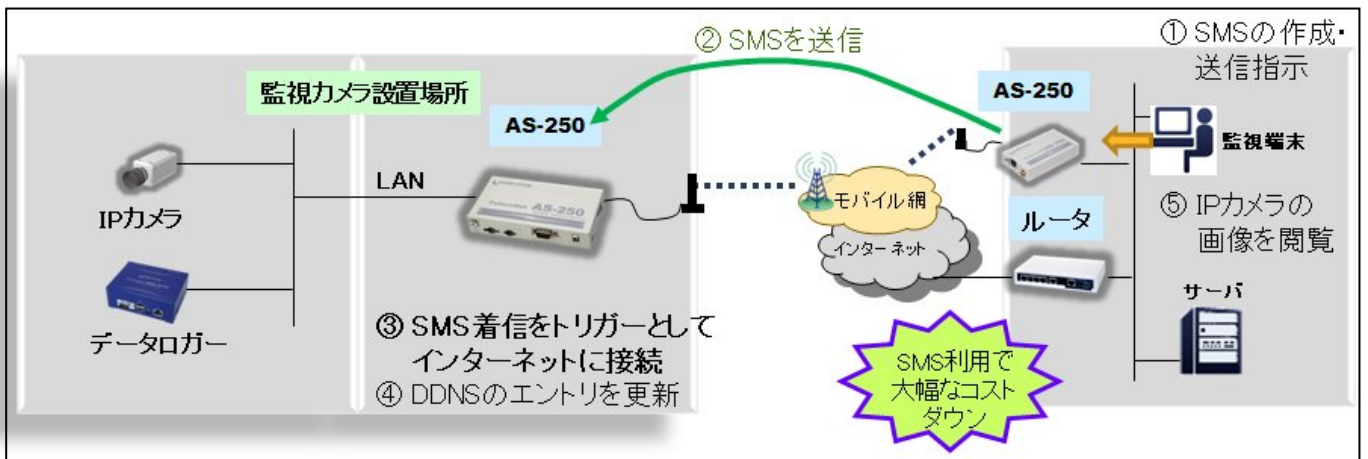 ① SMSの作成・
送信指示
② SMSを送信
監視カメラ設置場所
AS-250
AS-250
監視端末
LAN
AS-250
モバイル網
インターネット
IPカメラ
ルータ
⑤ IPカメラの
画像を閲覧
サーバ
データロガー
③ SMS着信をトリガーとして
インターネットに接続
④ DDNSのエントリを更新
SMS利用で
大幅なコスト
ダウン